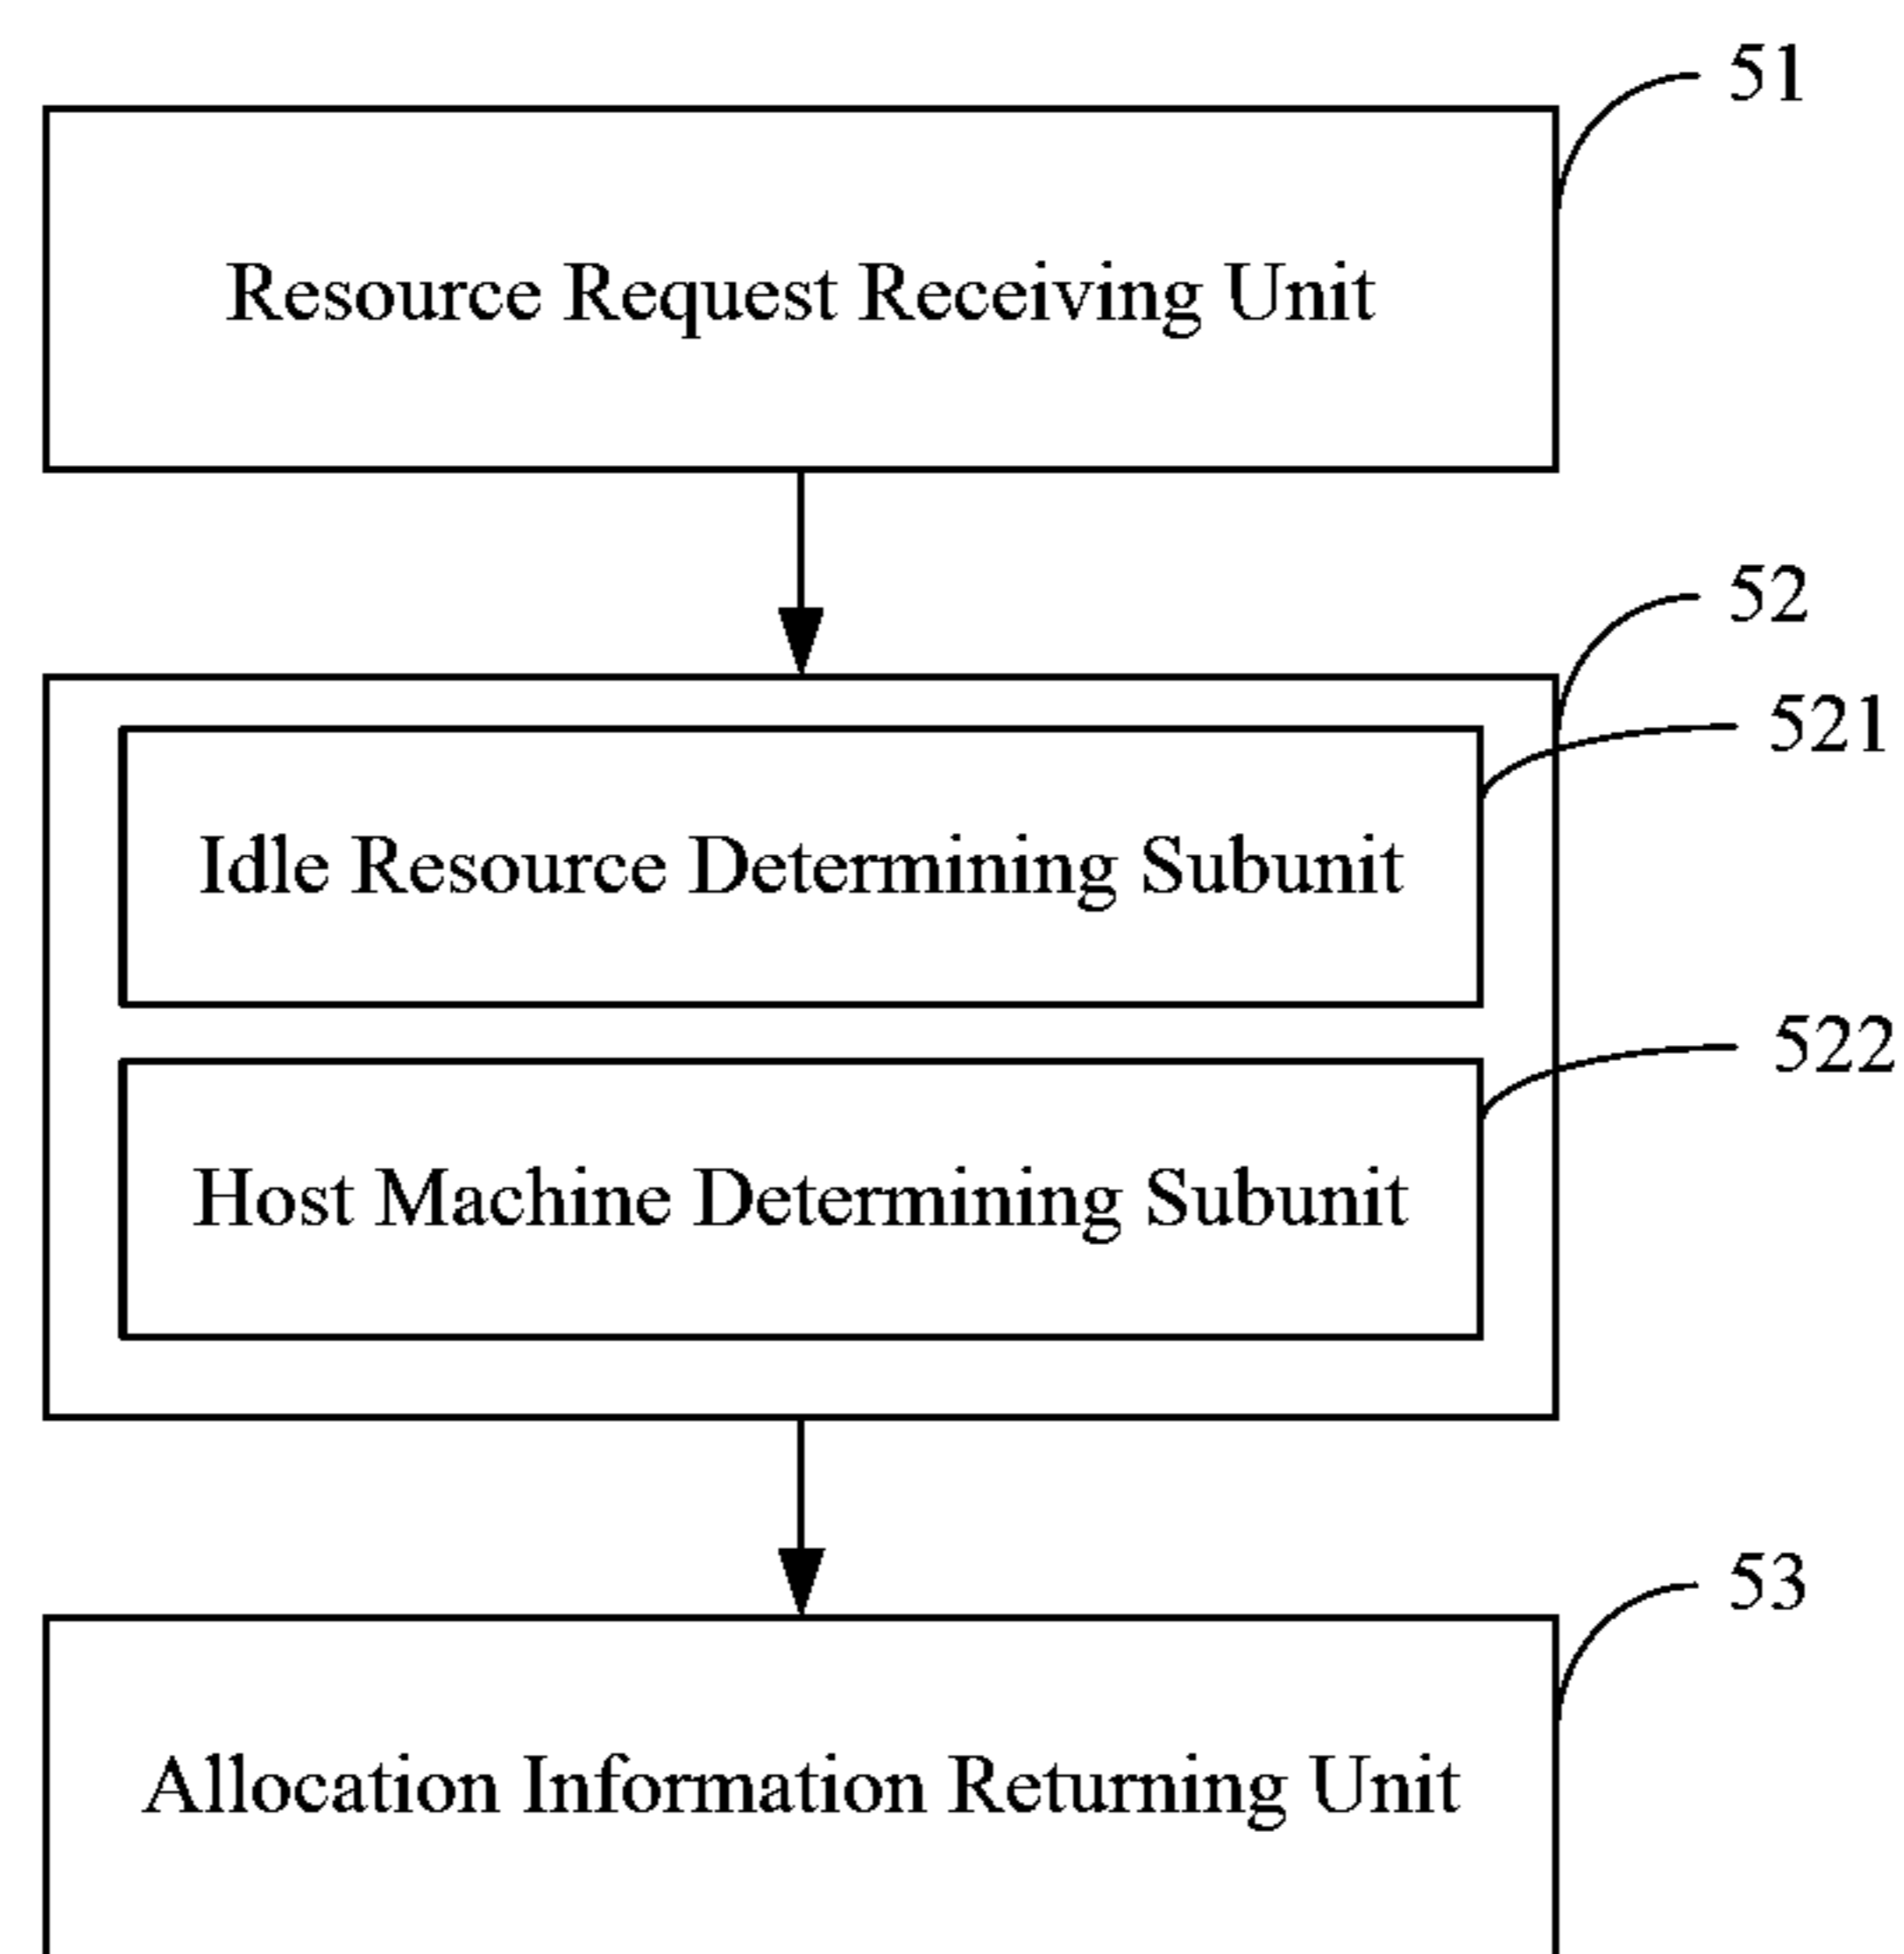 51
Resource Request Receiving Unit
52
521
Idle Resource Determining Subunit
522
Host Machine Determining Subunit
53
Allocation Information Returning Unit